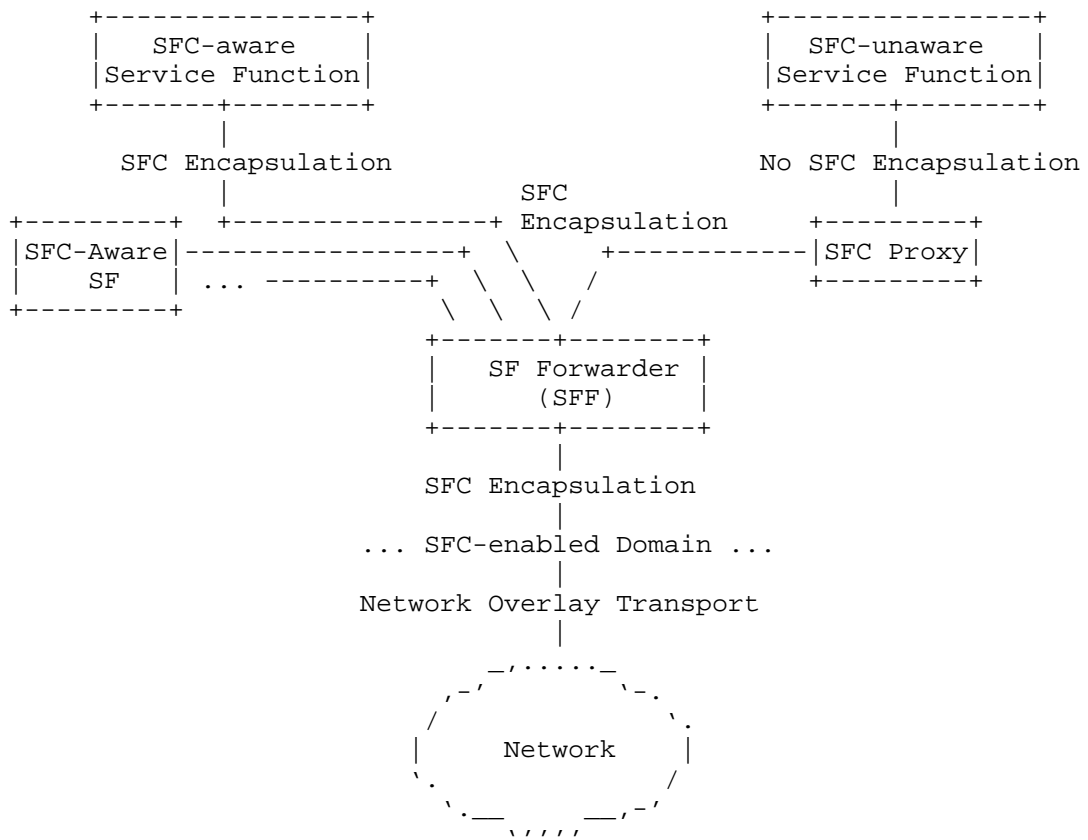 SFC-aware
Service Function
SFC-unaware
Service Function
SFC Encapsulation
No SFC Encapsulation
SFC
Encapsulation
SFC-Aware
SF
...
SFC Proxy
SF Forwarder
(SFF)
SFC Encapsulation
... SFC-enabled Domain ...
Network Overlay Transport
Network